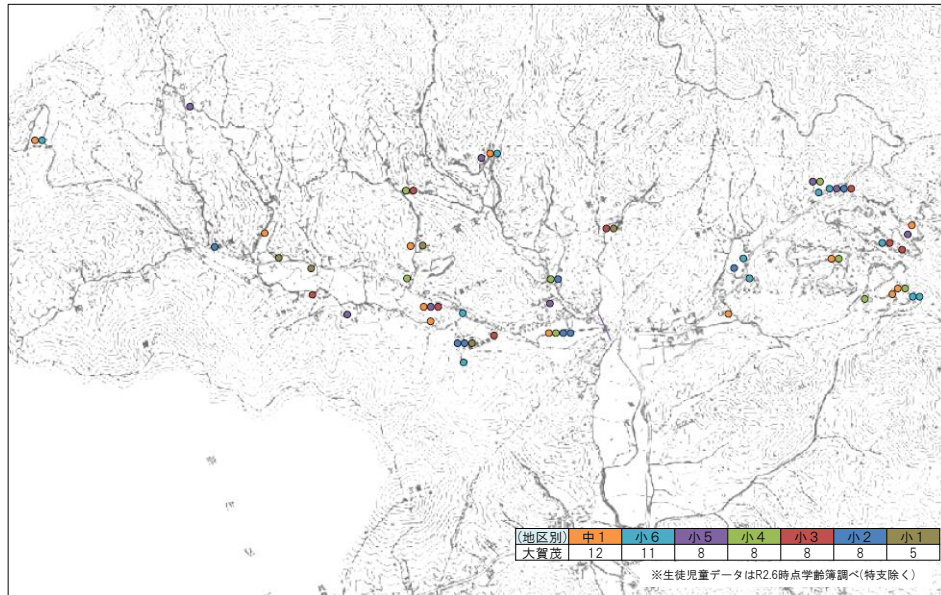 (地区別) 中1 小6 小5 小4 小3 小2 小1
大賀茂 12 11 8 8 8 8 5
※生徒児童データはR2.6時点学齢簿調べ(特支除く)